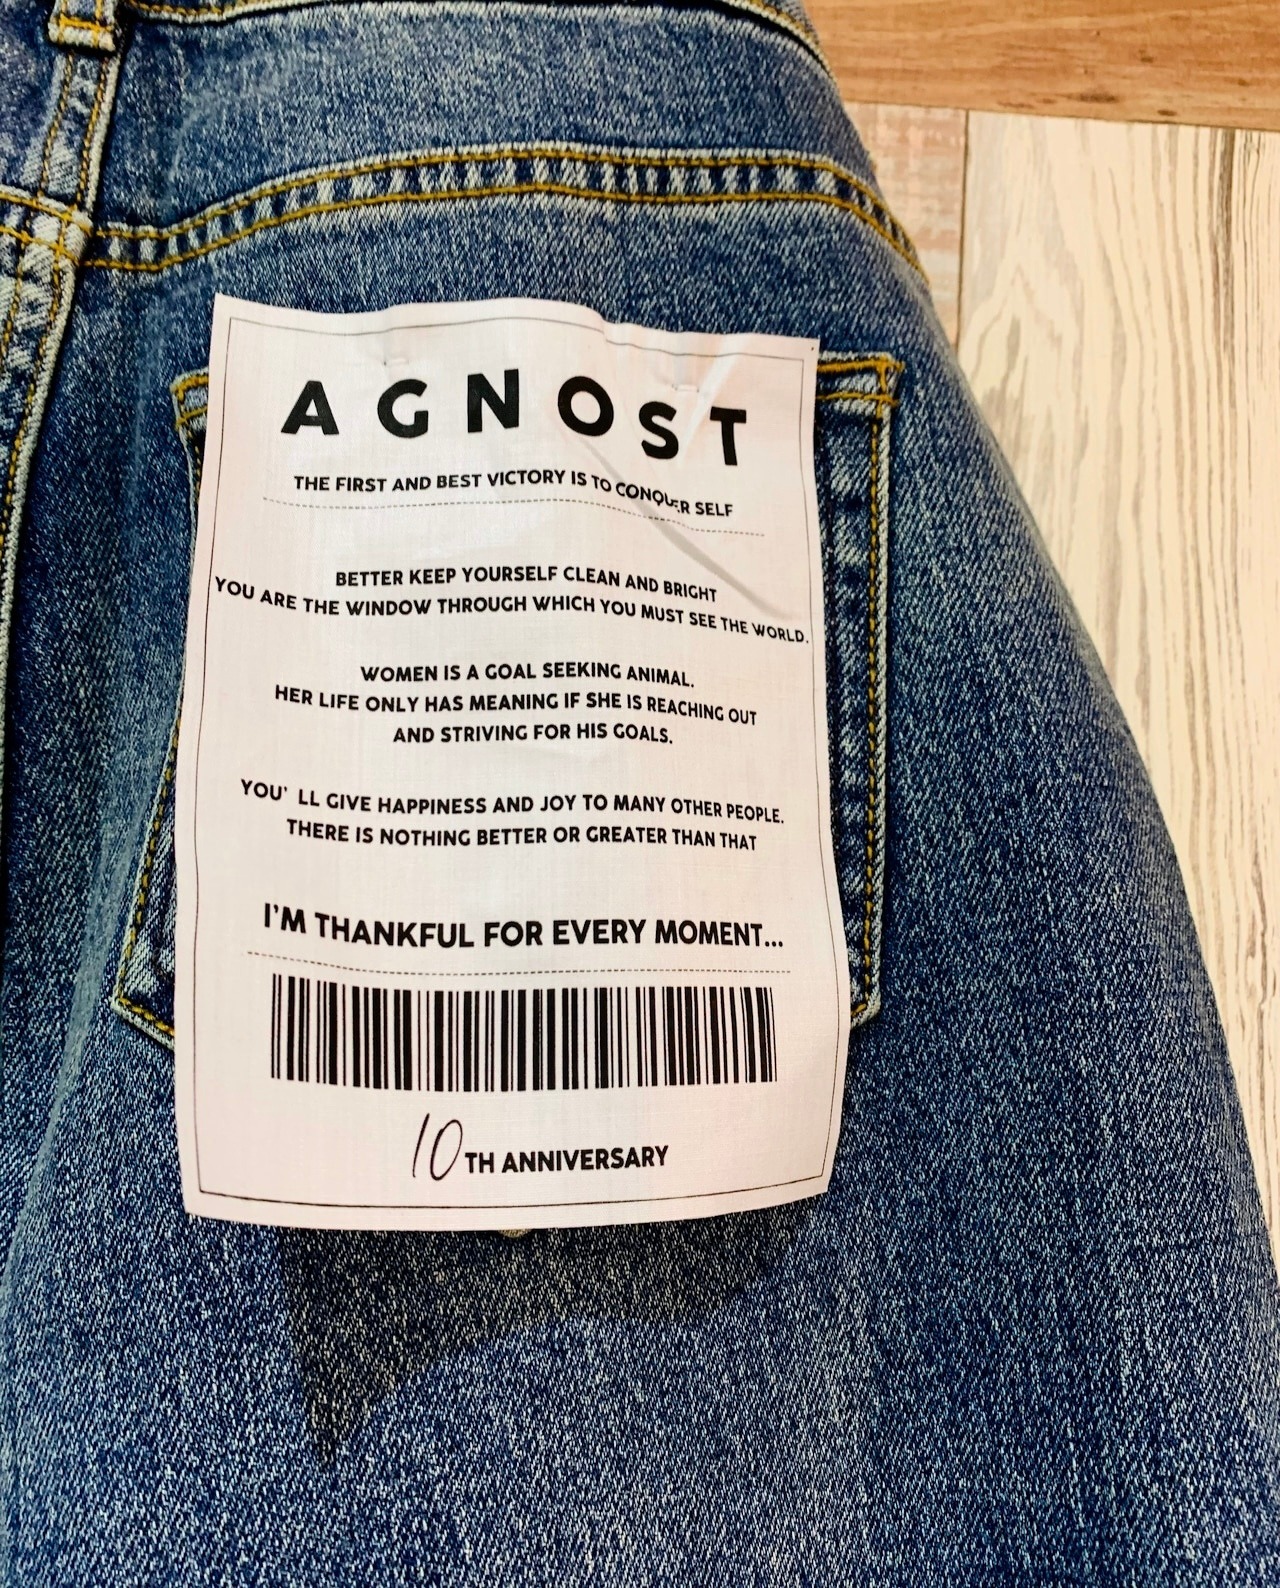 AGNOST
THE FIRST AND BEST VICTORY IS TO CONQUER SELF
BETTER KEEP YOURSELF CLEAN AND BRIGHT
YOU ARE THE WINDOW THROUGH WHICH YOU MUST SEE THE WORLD.
WOMEN IS A GOAL SEEKING ANIMAL.
HER LIFE ONLY HAS MEANING IF SHE IS REACHING OUT
AND STRIVING FOR HIS GOALS.
YOU' LL GIVE HAPPINESS AND JOY TO MANY OTHER PEOPLE.
THERE IS NOTHING BETTER OR GREATER THAN THAT
I'M THANKFUL FOR EVERY MOMENT...
10TH ANNIVERSARY